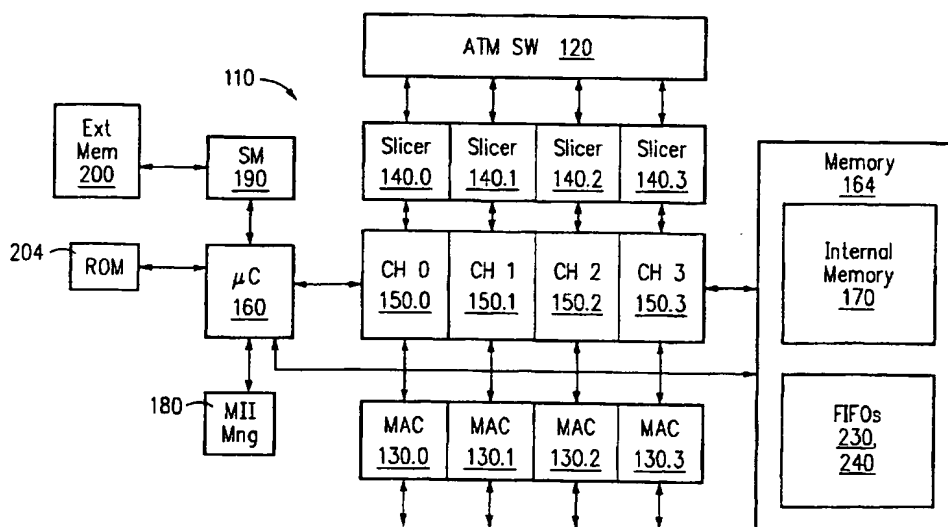 ATM SW 120
110
Ext
Mem
200
SM
190
Slicer
140.0
Slicer
140.1
Slicer
140.2
Slicer
140.3
Memory
164
Internal
Memory
170
204
ROM
μC
160
CH 0
150.0
CH 1
150.1
CH 2
150.2
CH 3
150.3
180
MII
Mng
MAC
130.0
MAC
130.1
MAC
130.2
MAC
130.3
FIFOs
230,
240